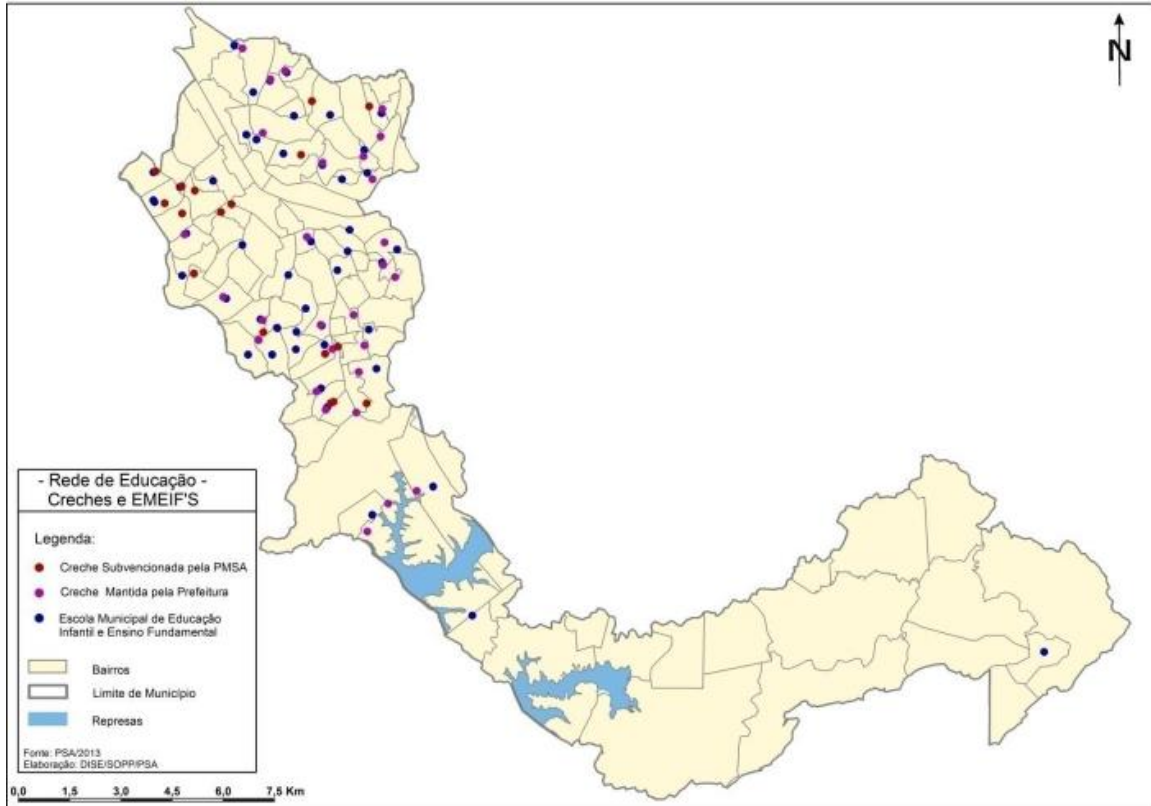 N
- Rede de Educação -
Creches e EMEIF'S
Legenda:
Creche Subvencionada pela PMSA
Creche Mantida pela Prefeitura
Escola Municipal de Educação
Infantil e Ensino Fundamental
Bairros
Limite de Município
Represas
Fonte: PSA/2013
Elaboração: DISE/SOPP/PSA
0,0 1,5 3,0 4,5 6,0 7,5 Km